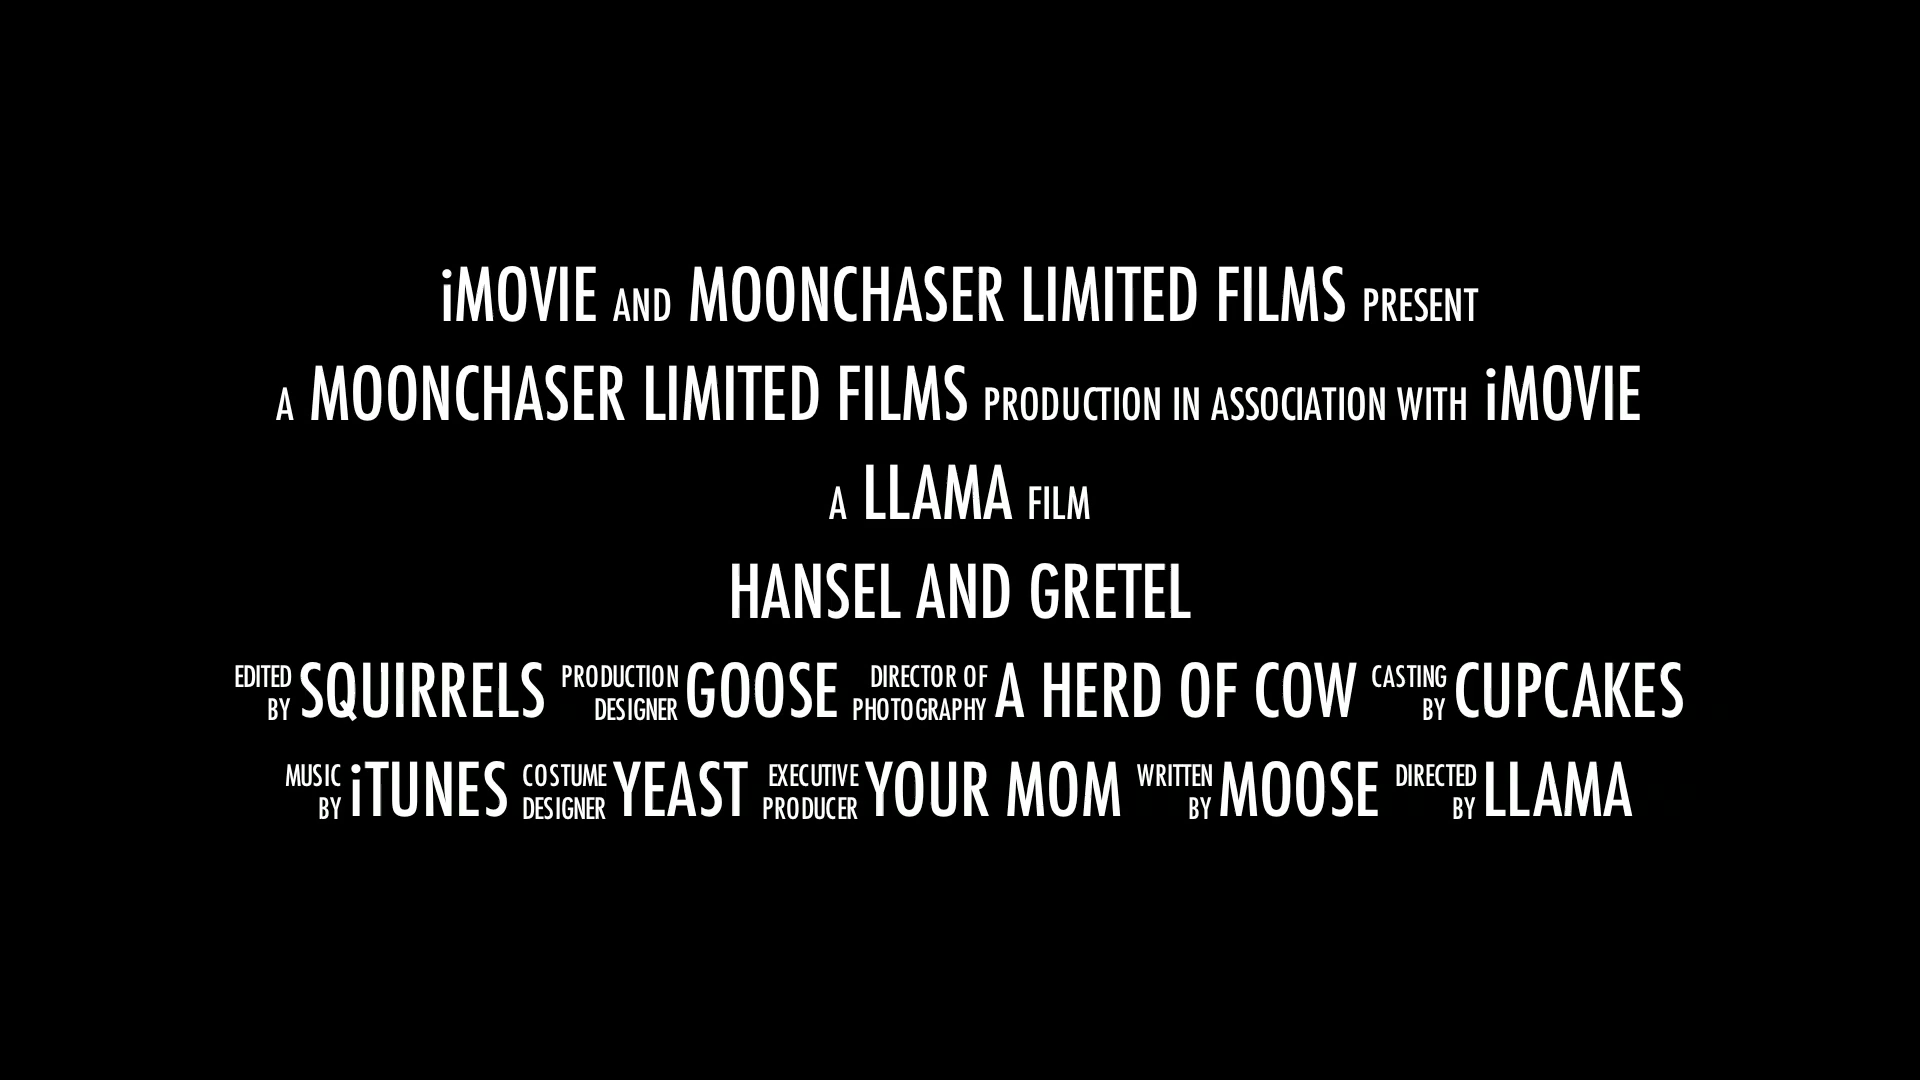 iMOVIE AND MOONCHASER LIMITED FILMS PRESENT
A MOONCHASER LIMITED FILMS PRODUCTION IN ASSOCIATION WITH iMOVIE
A LLAMA FILM
HANSEL AND GRETEL
EDITED BY SQUIRRELS PRODUCTION DESIGNER GOOSE DIRECTOR OF PHOTOGRAPHY A HERD OF COW CASTING BY CUPCAKES
MUSIC BY iTUNES COSTUME DESIGNER YEAST EXECUTIVE PRODUCER YOUR MOM WRITTEN BY MOOSE DIRECTED BY LLAMA